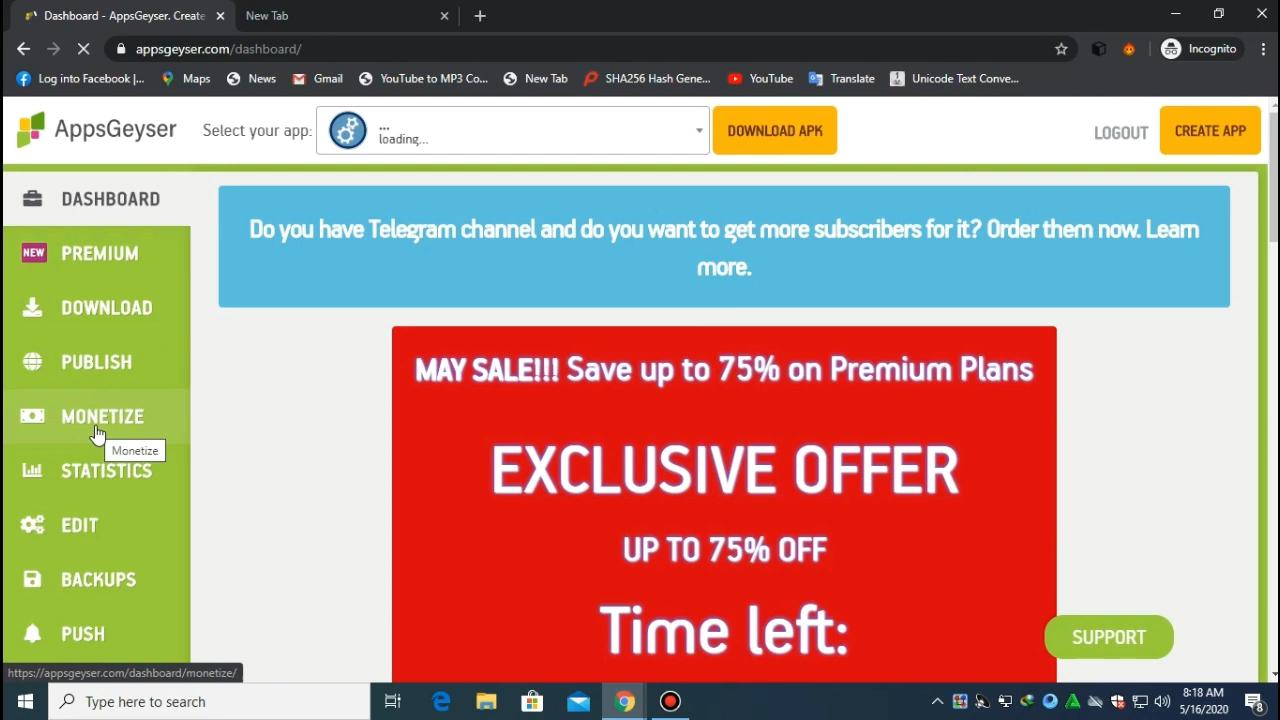 Dashboard - AppsGeyser. Create
New Tab
appsgeyser.com/dashboard/
Incognito
Log into Facebook |...
Maps
News
Gmail
YouTube to MP3 Co...
New Tab
SHA256 Hash Gene...
YouTube
Translate
Unicode Text Conve...
AppsGeyser
Select your app:
...
loading...
DOWNLOAD APK
LOGOUT
CREATE APP
DASHBOARD
NEW PREMIUM
DOWNLOAD
PUBLISH
MONETIZE
Monetize
STATISTICS
EDIT
BACKUPS
PUSH
Do you have Telegram channel and do you want to get more subscribers for it? Order them now. Learn
more.
MAY SALE!!! Save up to 75% on Premium Plans
EXCLUSIVE OFFER
UP TO 75% OFF
Time left:
SUPPORT
https://appsgeyser.com/dashboard/monetize/
Type here to search
8:18 AM
5/16/2020
8